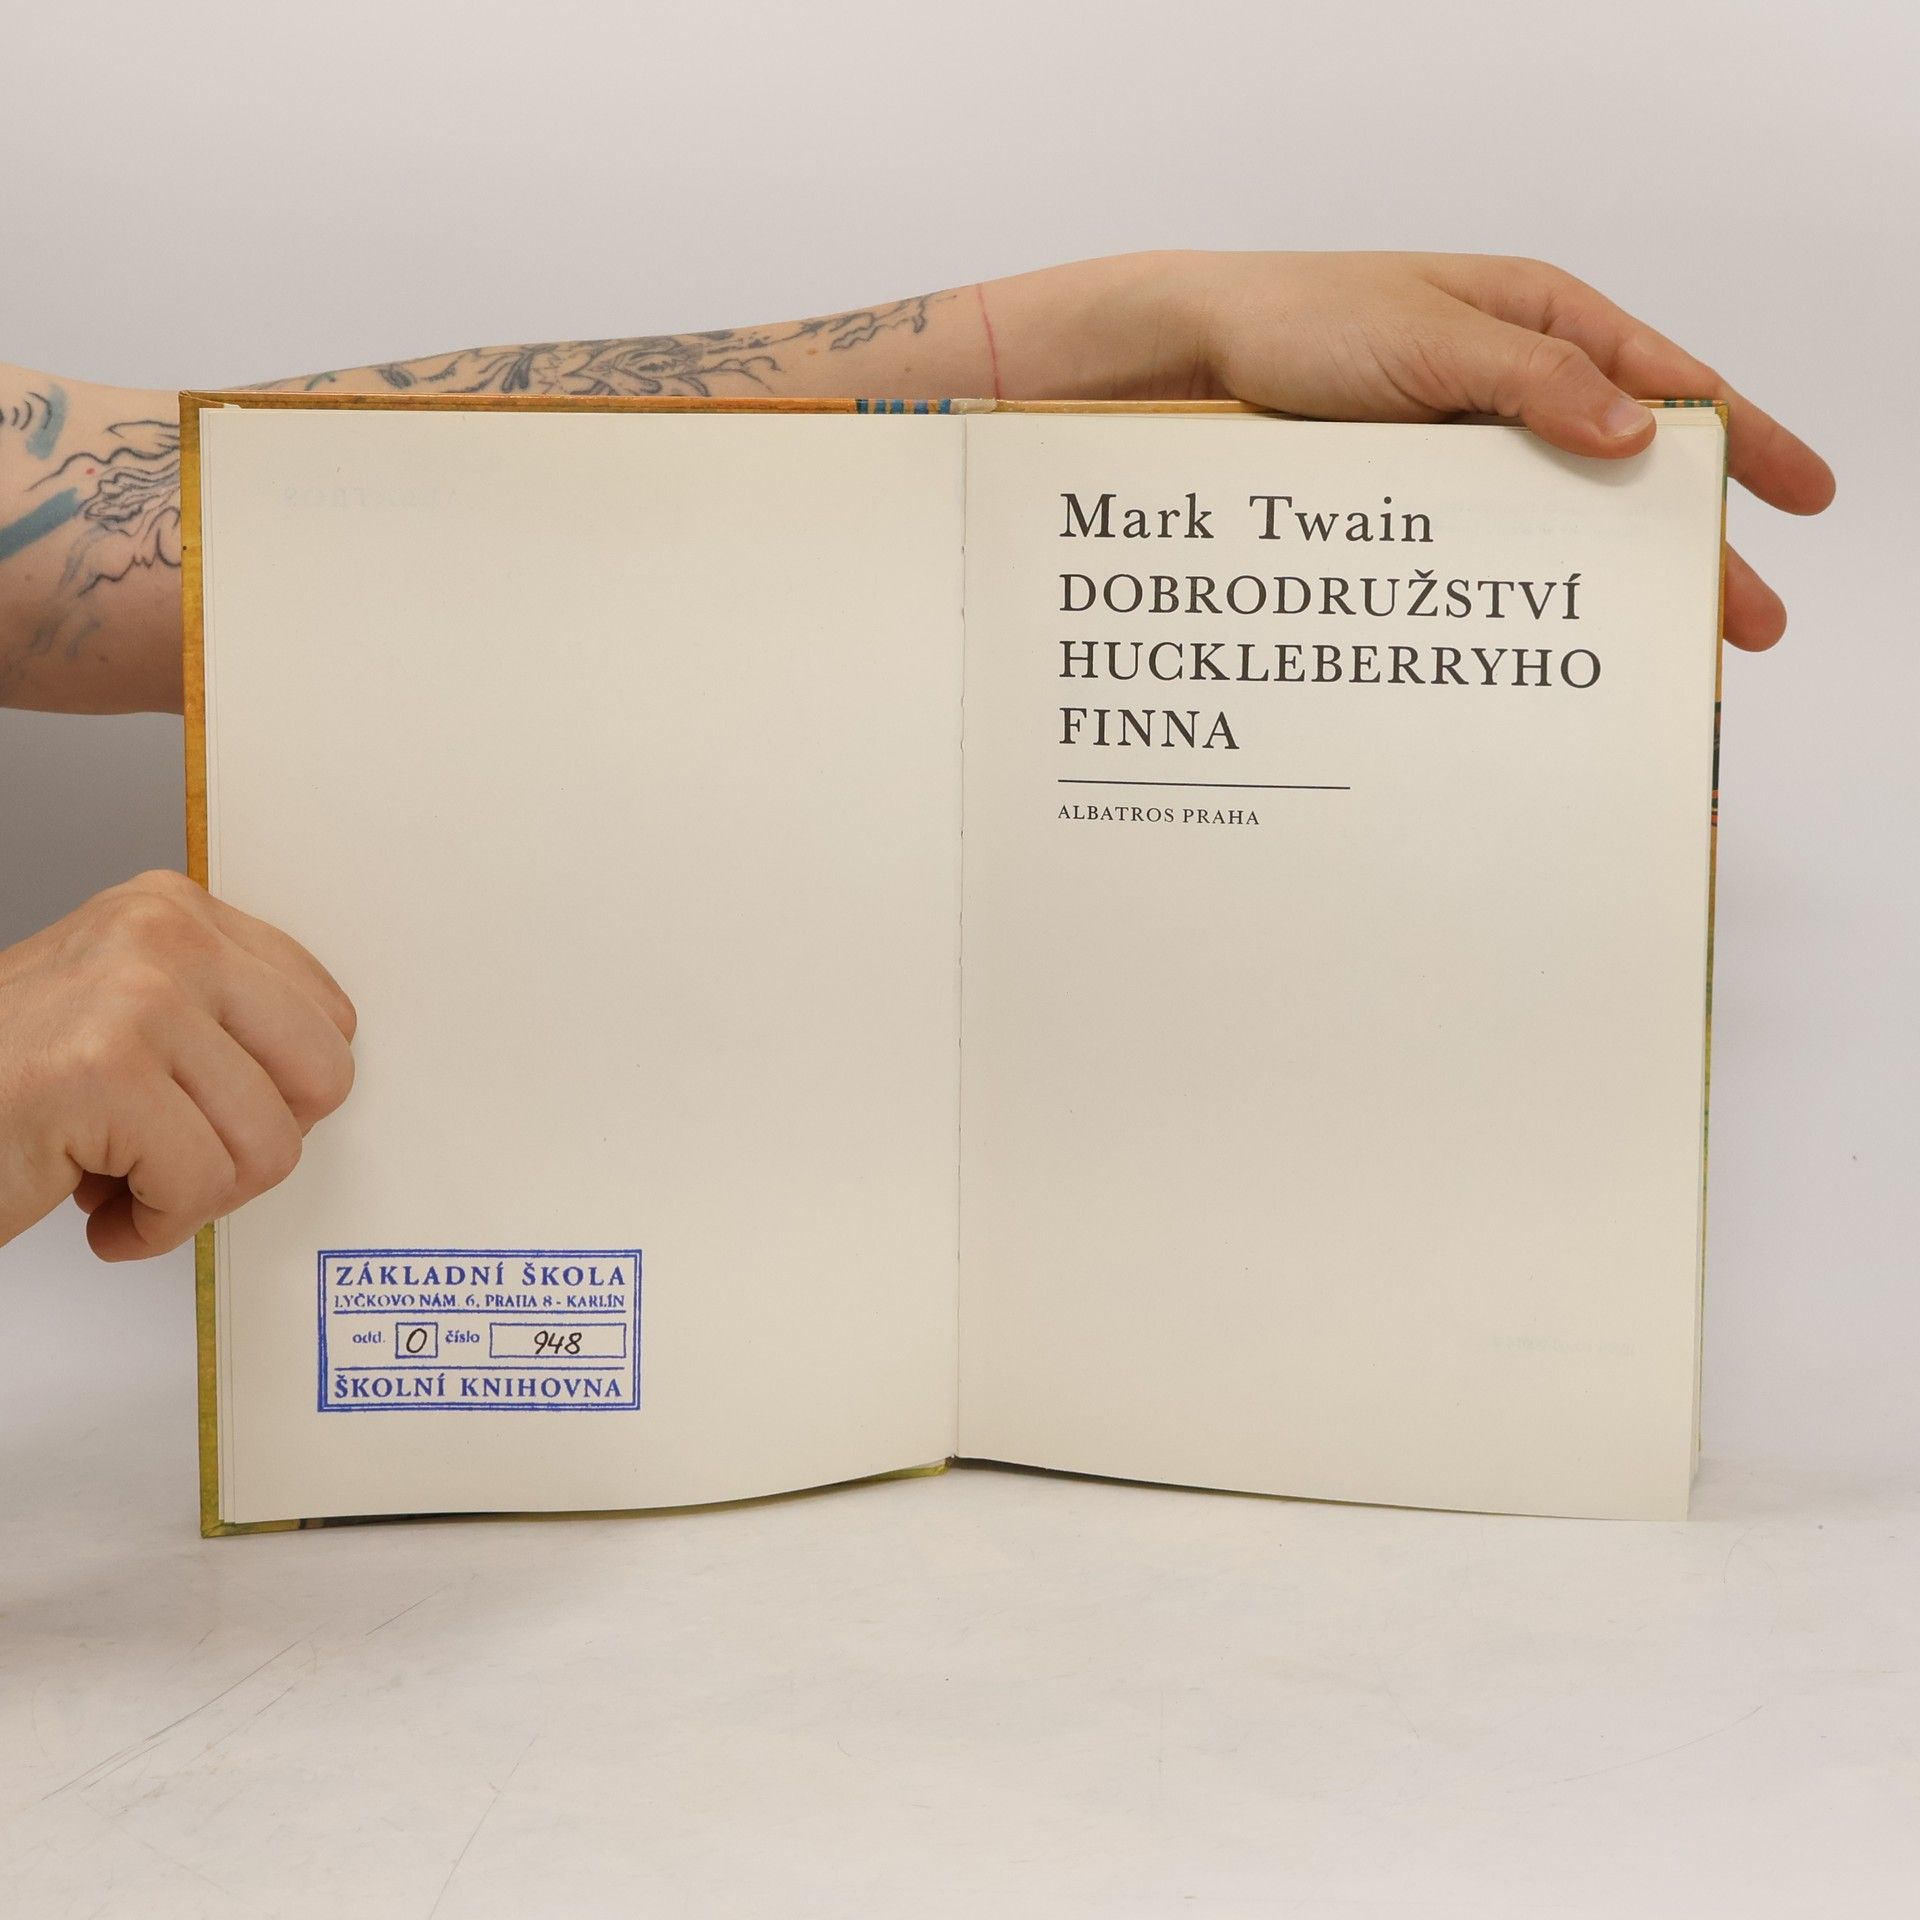 Mark Twain
DOBRODRUŽSTVÍ
HUCKLEBERRYHO
FINNA
ALBATROS PRAHA
ZÁKLADNÍ ŠKOLA
LYČKOVO NÁM. 6, PRAHA 8 - KARLÍN
odd. 0 číslo 948
ŠKOLNÍ KNIHOVNA